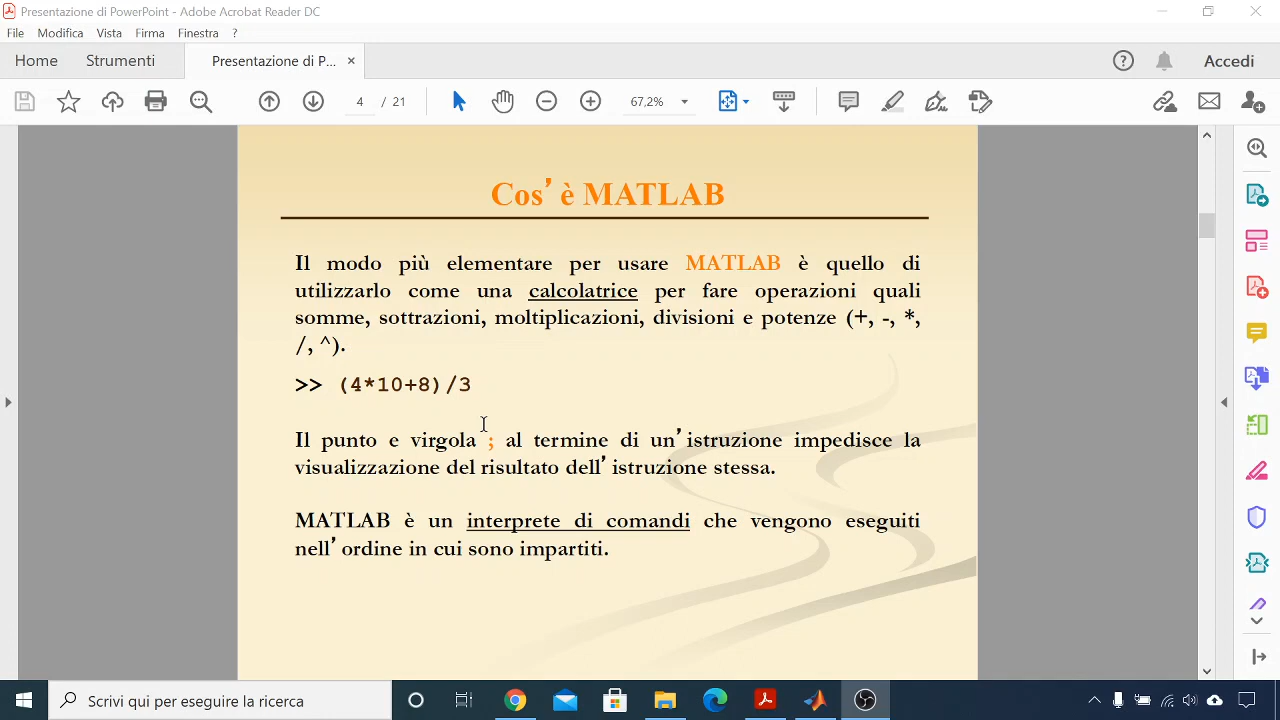 Presentazione di PowerPoint - Adobe Acrobat Reader DC
File Modifica Vista Firma Finestra ?
Home Strumenti Presentazione di P... × Accedi
4 / 21 67,2%
Cos’è MATLAB
Il modo più elementare per usare MATLAB è quello di
utilizzarlo come una calcolatrice per fare operazioni quali
somme, sottrazioni, moltiplicazioni, divisioni e potenze (+, -, *,
/, ^).
>> (4*10+8)/3
Il punto e virgola ; al termine di un’istruzione impedisce la
visualizzazione del risultato dell’istruzione stessa.
MATLAB è un interprete di comandi che vengono eseguiti
nell’ordine in cui sono impartiti.
Scrivi qui per eseguire la ricerca